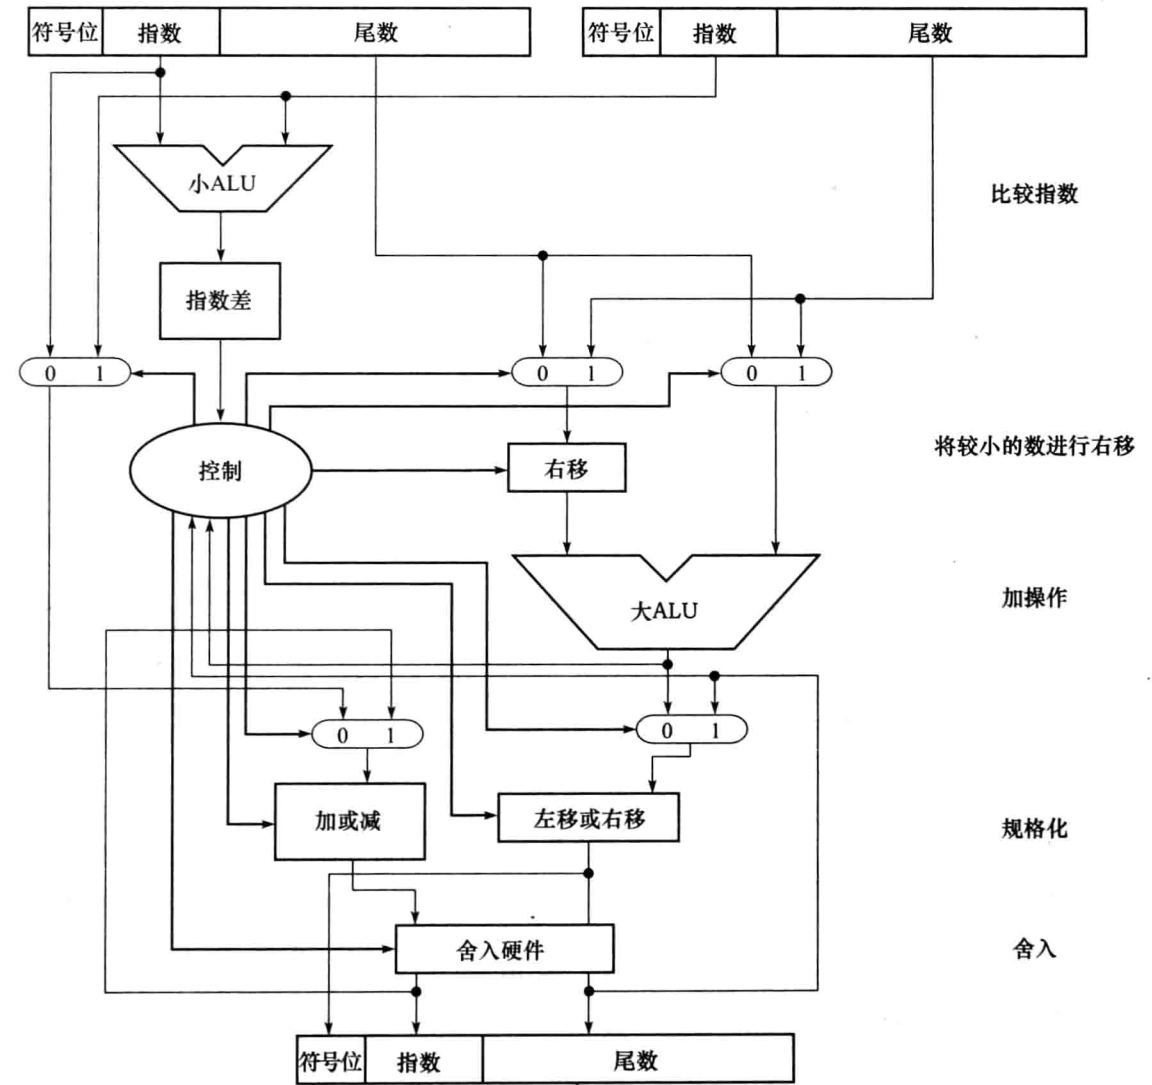 符号位 指数 尾数 符号位 指数 尾数
小ALU
比较指数
指数差
0 1 0 1 0 1
控制
右移
将较小的数进行右移
大ALU
加操作
0 1 0 1
加或减
左移或右移
规格化
舍入硬件
舍入
符号位 指数 尾数